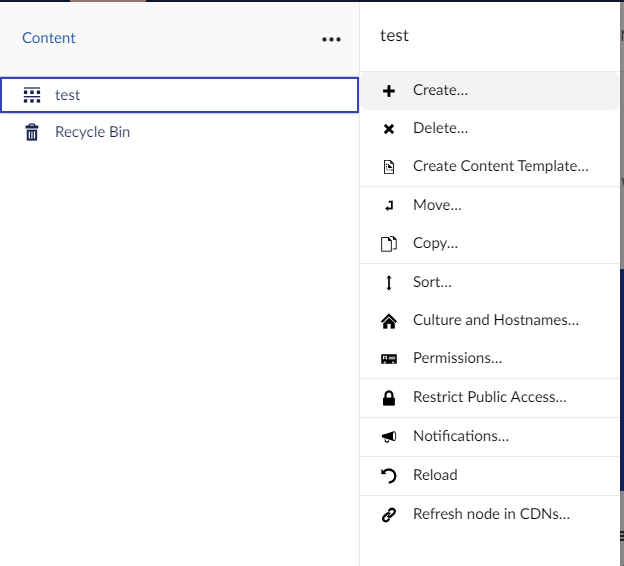 Content
test
Recycle Bin
test
Create...
Delete...
Create Content Template...
Move...
Copy...
Sort...
Culture and Hostnames...
Permissions...
Restrict Public Access...
Notifications...
Reload
Refresh node in CDNs...